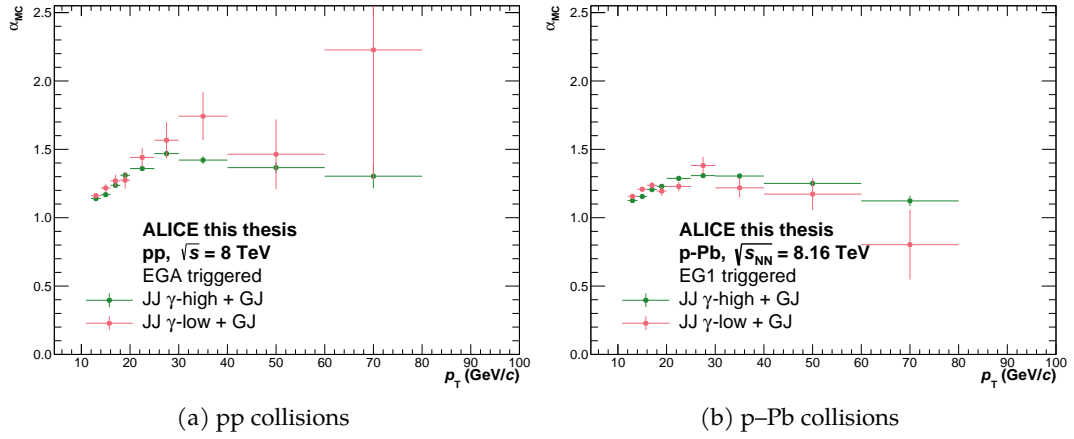 α_MC
2.5
2.0
1.5
1.0
0.5
0.0
ALICE this thesis
pp, √s = 8 TeV
EGA triggered
JJ γ-high + GJ
JJ γ-low + GJ
10 20 30 40 50 60 70 80 90 100
p_T (GeV/c)
(a) pp collisions
α_MC
2.5
2.0
1.5
1.0
0.5
0.0
ALICE this thesis
p-Pb, √s_NN = 8.16 TeV
EG1 triggered
JJ γ-high + GJ
JJ γ-low + GJ
10 20 30 40 50 60 70 80 90 100
p_T (GeV/c)
(b) p–Pb collisions